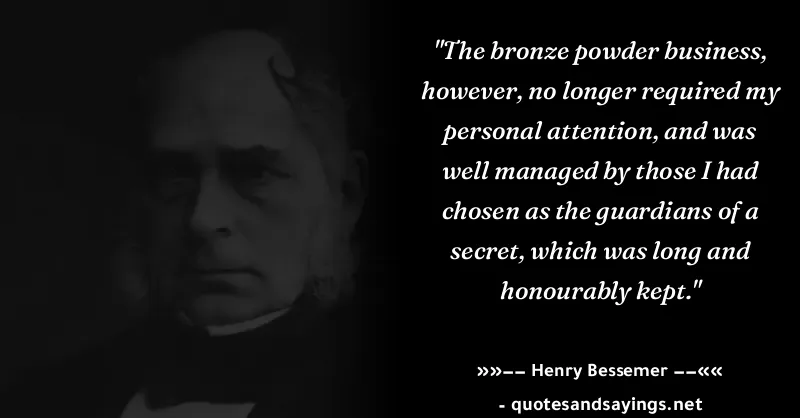 "The bronze powder business,
however, no longer required my
personal attention, and was
well managed by those I had
chosen as the guardians of a
secret, which was long and
honourably kept."
»»–– Henry Bessemer ––««
- quotesandsayings.net